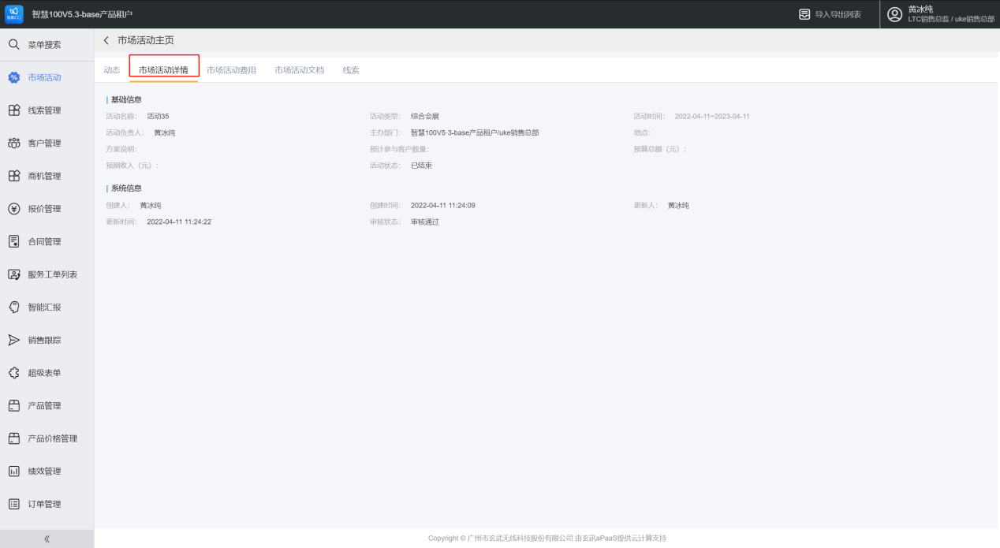 智慧100V5.3-base产品租户
导入导出列表
黄冰纯
LTC销售总监 / uke销售总部
菜单搜索
市场活动
线索管理
客户管理
商机管理
报价管理
合同管理
服务工单列表
智能汇报
销售跟踪
超级表单
产品管理
产品价格管理
绩效管理
订单管理
市场活动主页
动态 市场活动详情 市场活动费用 市场活动文档 线索
基础信息
活动名称: 活动35 活动类型: 综合会展 活动时间: 2022-04-11~2023-04-11
活动负责人: 黄冰纯 主办部门: 智慧100V5·3-base产品租户/uke销售总部 地点:
方案说明: 预计参与客户数量: 预算总额（元）:
预期收入（元）: 活动状态: 已结束
系统信息
创建人: 黄冰纯 创建时间: 2022-04-11 11:24:09 更新人: 黄冰纯
更新时间: 2022-04-11 11:24:22 审核状态: 审核通过
Copyright © 广州市玄武无线科技股份有限公司 由玄讯aPaaS提供云计算支持